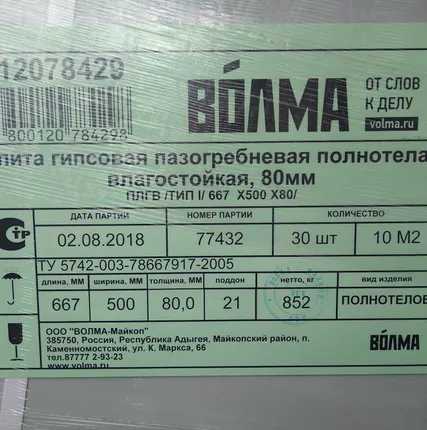 12078429
800120 784298
ВОЛМА
ОТ СЛОВ
К ДЕЛУ
volma.ru
лита гипсовая пазогребневая полнотела
влагостойкая, 80мм
ПЛГВ /ТИП I/ 667 Х500 Х80/
ДАТА ПАРТИИ НОМЕР ПАРТИИ КОЛИЧЕСТВО
02.08.2018 77432 30 шт 10 М2
ТУ 5742-003-78667917-2005
длина, ММ ширина, ММ толщина, ММ поддон нетто, кг вид изделия
667 500 80,0 21 852 ПОЛНОТЕЛОВ
ООО "ВОЛМА-Майкоп"
385750, Россия, Республика Адыгея, Майкопский район, п.
Каменномостский, ул. К. Маркса, 66
тел.87777 2-93-23
www.volma.ru
ВОЛМА